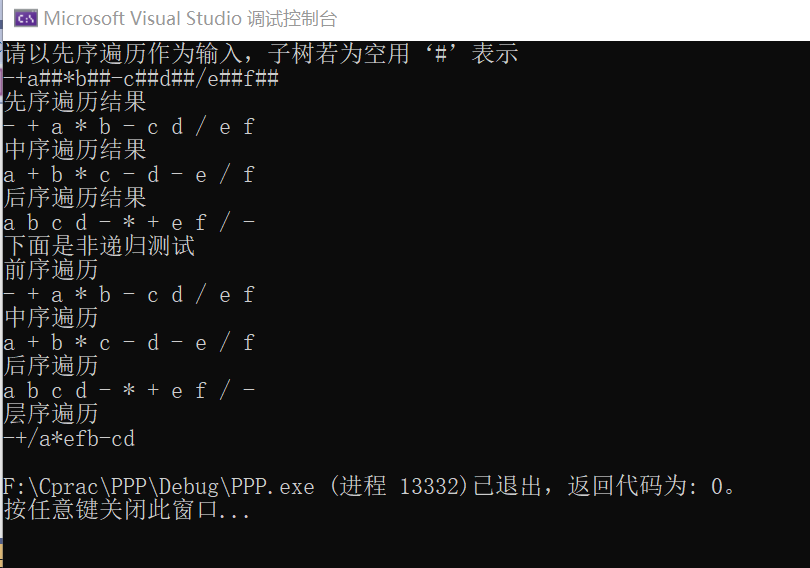 Microsoft Visual Studio 调试控制台
请以先序遍历作为输入，子树若为空用‘#’表示
-+a##*b##-c##d##/e##f##
先序遍历结果
- + a * b - c d / e f
中序遍历结果
a + b * c - d - e / f
后序遍历结果
a b c d - * + e f / -
下面是非递归测试
前序遍历
- + a * b - c d / e f
中序遍历
a + b * c - d - e / f
后序遍历
a b c d - * + e f / -
层序遍历
-+/a*efb-cd
F:\Cprac\PPP\Debug\PPP.exe (进程 13332)已退出，返回代码为: 0。
按任意键关闭此窗口...